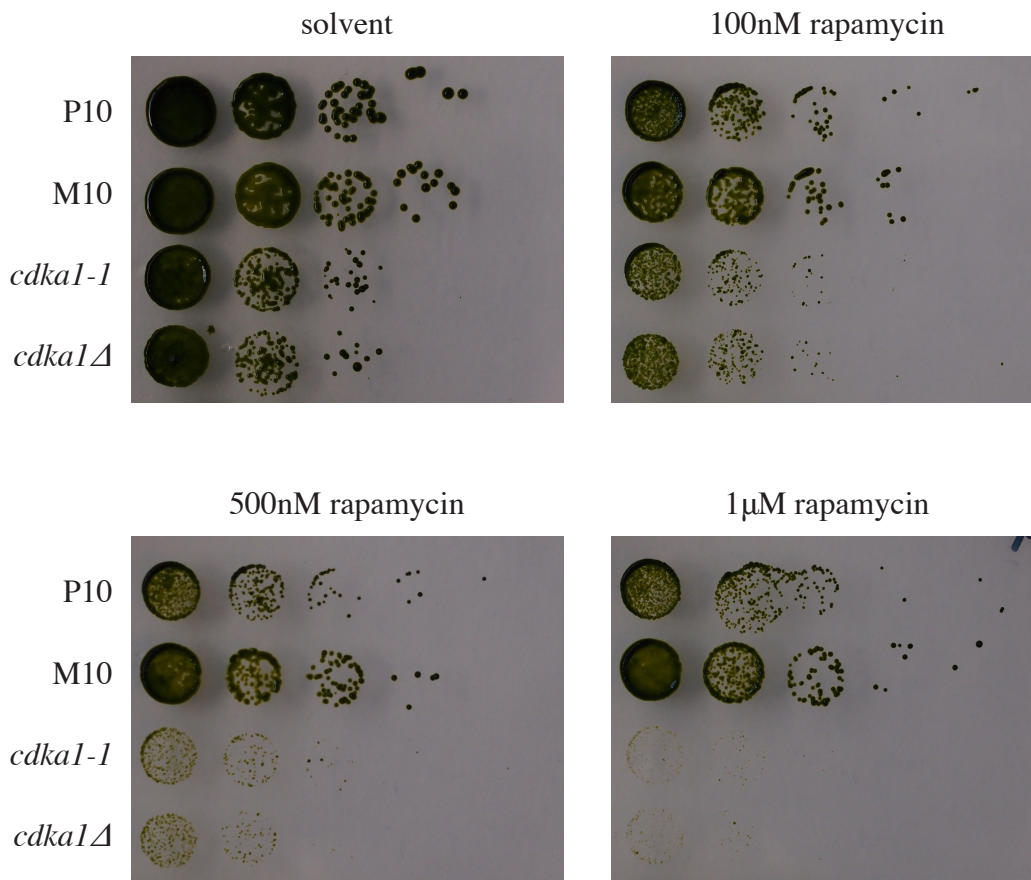 solvent
100nM rapamycin
P10
M10
cdka1-1
cdka1Δ
500nM rapamycin
1μM rapamycin
P10
M10
cdka1-1
cdka1Δ